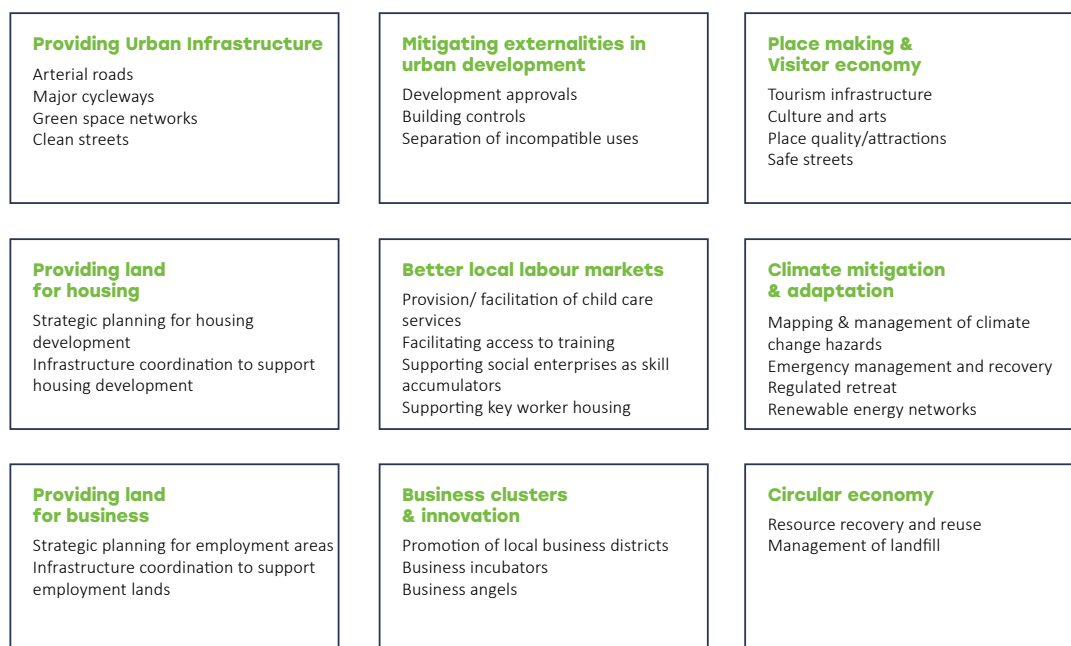 Providing Urban Infrastructure
Arterial roads
Major cycleways
Green space networks
Clean streets
Mitigating externalities in
urban development
Development approvals
Building controls
Separation of incompatible uses
Place making &
Visitor economy
Tourism infrastructure
Culture and arts
Place quality/attractions
Safe streets
Providing land
for housing
Strategic planning for housing
development
Infrastructure coordination to support
housing development
Better local labour markets
Provision/ facilitation of child care
services
Facilitating access to training
Supporting social enterprises as skill
accumulators
Supporting key worker housing
Climate mitigation
& adaptation
Mapping & management of climate
change hazards
Emergency management and recovery
Regulated retreat
Renewable energy networks
Providing land
for business
Strategic planning for employment areas
Infrastructure coordination to support
employment lands
Business clusters
& innovation
Promotion of local business districts
Business incubators
Business angels
Circular economy
Resource recovery and reuse
Management of landfill